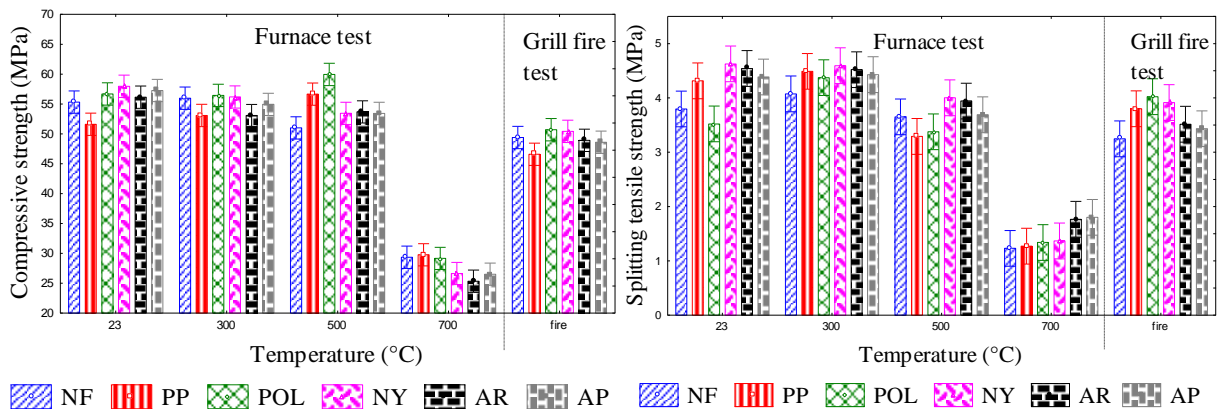 Compressive strength (MPa)
70
65
60
55
50
45
40
35
30
25
20
Furnace test
Grill fire
test
23 300 500 700 fire
Temperature (°C)
NF PP POL NY AR AP
Splitting tensile strength (MPa)
5
4
3
2
1
0
Furnace test
Grill fire
test
23 300 500 700 fire
Temperature (°C)
NF PP POL NY AR AP